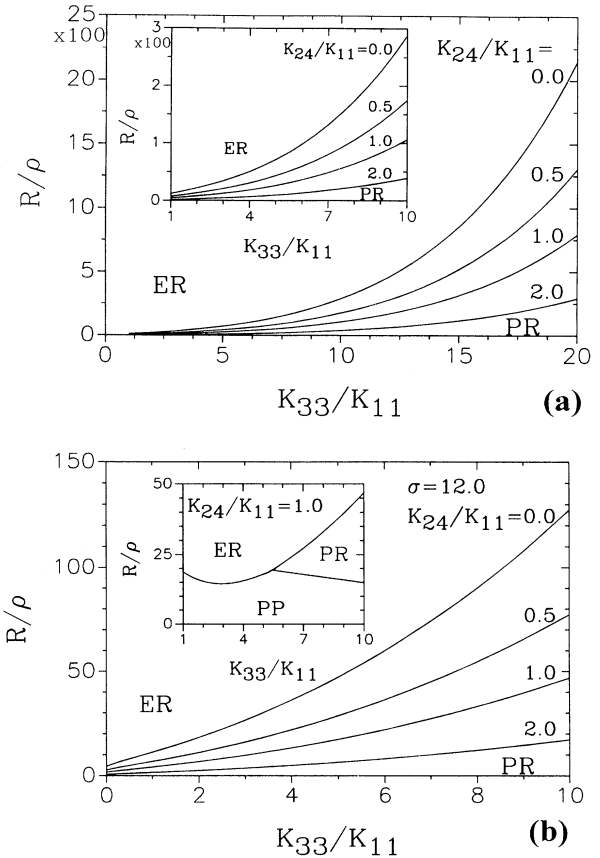 25
x100
20
15
10
5
0
R/ρ
0 5 10 15 20
K33/K11
(a)
K24/K11=
0.0
0.5
1.0
2.0
ER
PR
3
x100
2
1
0
R/ρ
K24/K11=0.0
0.5
1.0
2.0
ER
PR
1 4 7 10
K33/K11
150
100
50
0
R/ρ
0 2 4 6 8 10
K33/K11
(b)
σ=12.0
K24/K11=0.0
0.5
1.0
2.0
ER
PR
50
25
0
R/ρ
K24/K11=1.0
ER
PR
PP
1 3 4 7 10
K33/K11